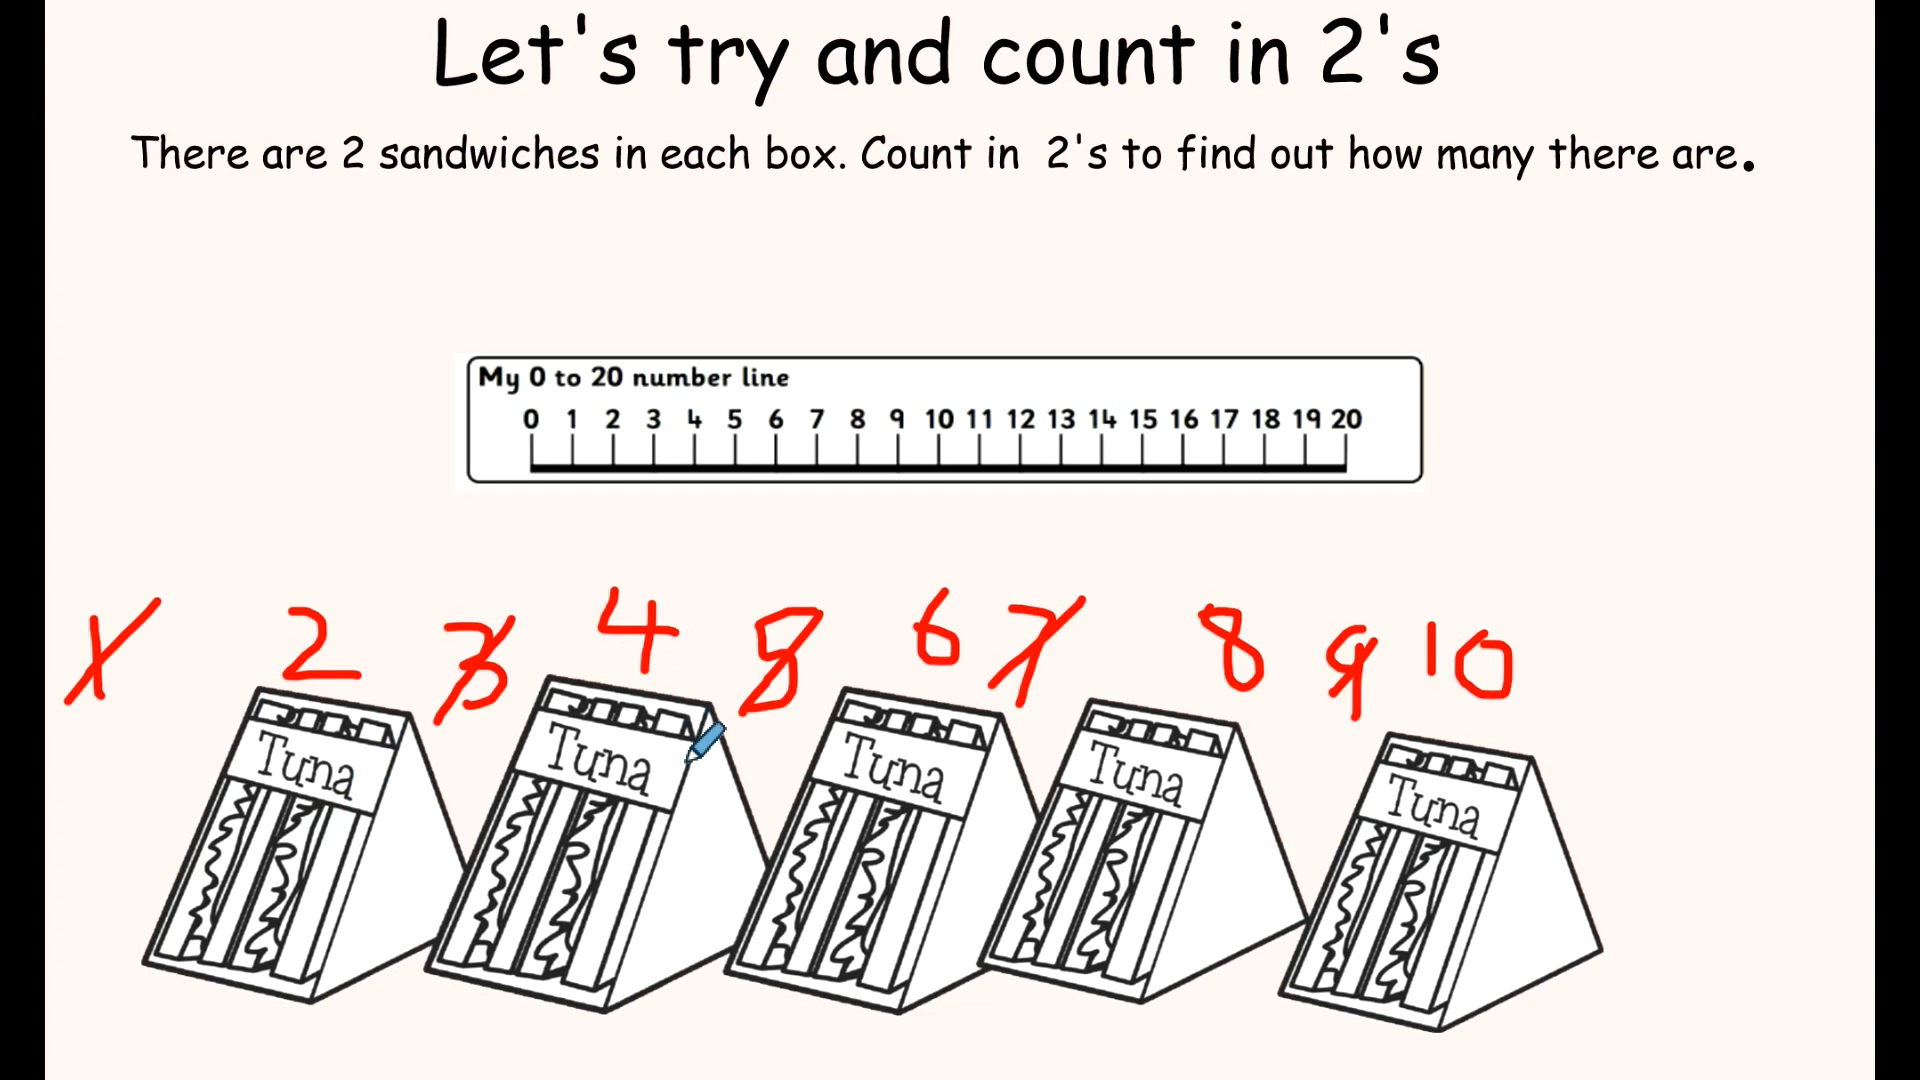 Let's try and count in 2's
There are 2 sandwiches in each box. Count in 2's to find out how many there are.
My 0 to 20 number line
0 1 2 3 4 5 6 7 8 9 10 11 12 13 14 15 16 17 18 19 20
1 2 3 4 5 6 7 8 9 10
Tuna Tuna Tuna Tuna Tuna